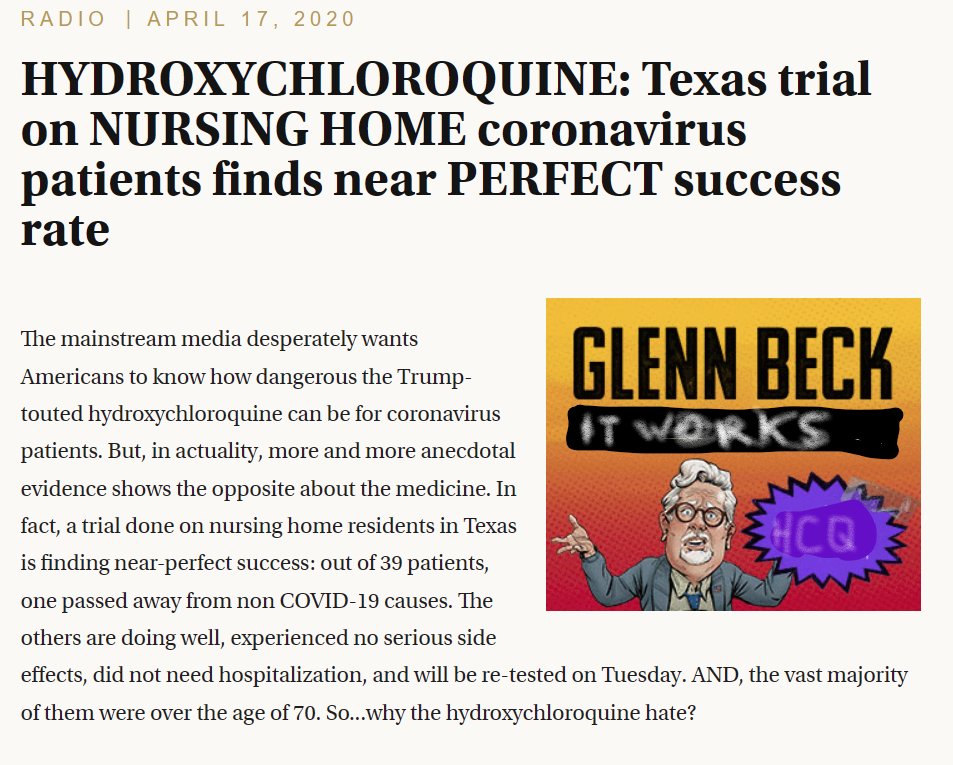 RADIO | APRIL 17, 2020
HYDROXYCHLOROQUINE: Texas trial
on NURSING HOME coronavirus
patients finds near PERFECT success
rate
The mainstream media desperately wants
Americans to know how dangerous the Trump-
touted hydroxychloroquine can be for coronavirus
patients. But, in actuality, more and more anecdotal
evidence shows the opposite about the medicine. In
fact, a trial done on nursing home residents in Texas
is finding near-perfect success: out of 39 patients,
one passed away from non COVID-19 causes. The
others are doing well, experienced no serious side
effects, did not need hospitalization, and will be re-tested on Tuesday. AND, the vast majority
of them were over the age of 70. So...why the hydroxychloroquine hate?
GLENN BECK
IT WORKS
HCQ